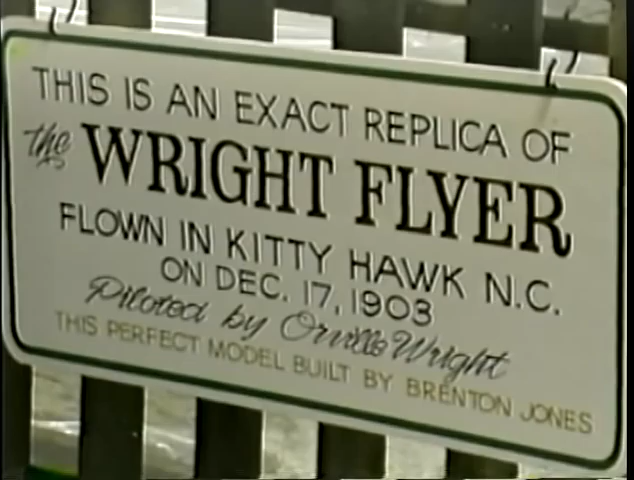 THIS IS AN EXACT REPLICA OF
the WRIGHT FLYER
FLOWN IN KITTY HAWK N.C.
ON DEC. 17, 1903
Piloted by Orville Wright
THIS PERFECT MODEL BUILT BY BRENTON JONES